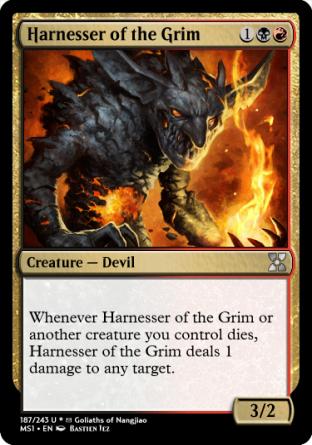 Harnesser of the Grim 1
Creature — Devil
Whenever Harnesser of the Grim or
another creature you control dies,
Harnesser of the Grim deals 1
damage to any target.
3/2
187/243 U * Goliaths of Nangjiao
MS1 • EN Bastien Jez